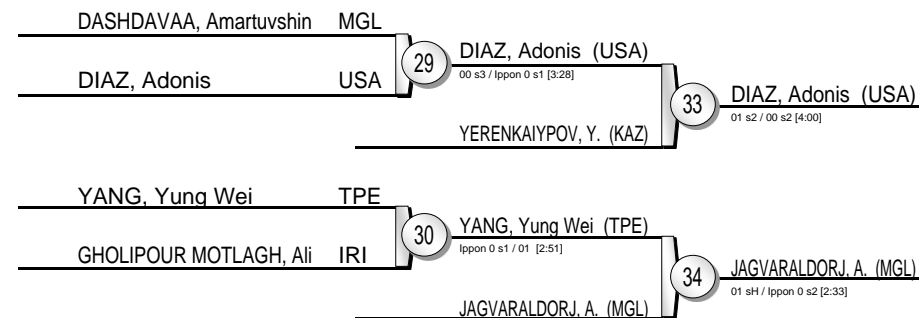 DASHDAVAA, Amartuvshin MGL
29
DIAZ, Adonis (USA)
00 s3 / Ippon 0 s1 [3:28]
DIAZ, Adonis USA
33
DIAZ, Adonis (USA)
01 s2 / 00 s2 [4:00]
YERENKAIYPOV, Y. (KAZ)
YANG, Yung Wei TPE
30
YANG, Yung Wei (TPE)
Ippon 0 s1 / 01 [2:51]
GHOLIPOUR MOTLAGH, Ali IRI
34
JAGVARALDORJ, A. (MGL)
01 sH / Ippon 0 s2 [2:33]
JAGVARALDORJ, A. (MGL)